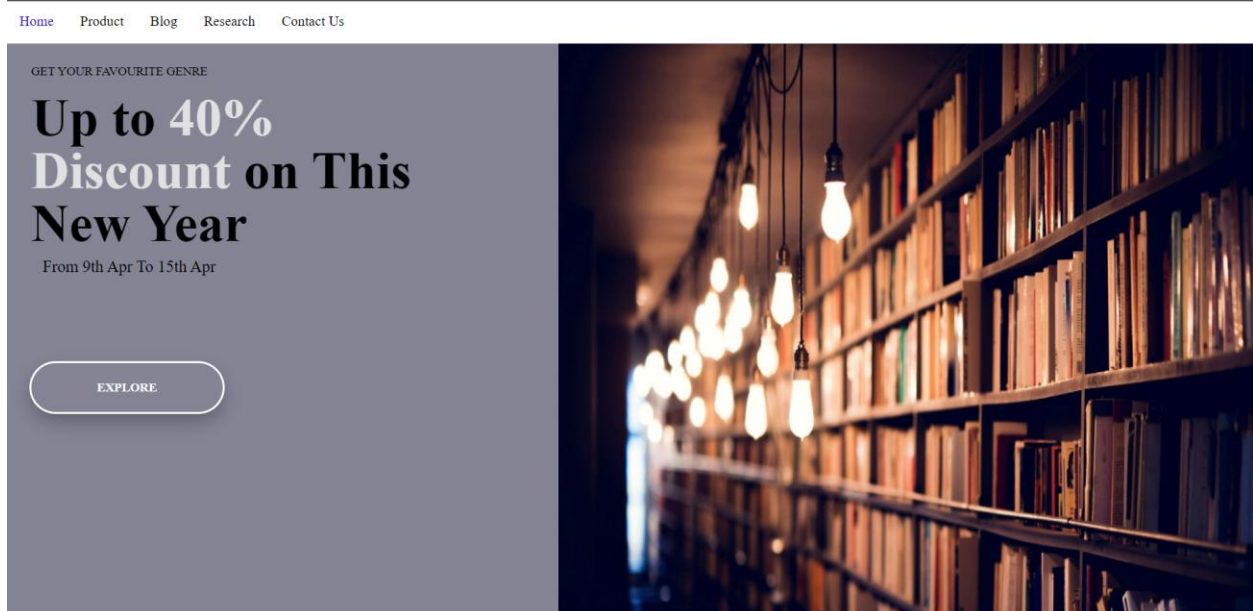 Home Product Blog Research Contact Us
GET YOUR FAVOURITE GENRE
Up to 40%
Discount on This
New Year
From 9th Apr To 15th Apr
EXPLORE